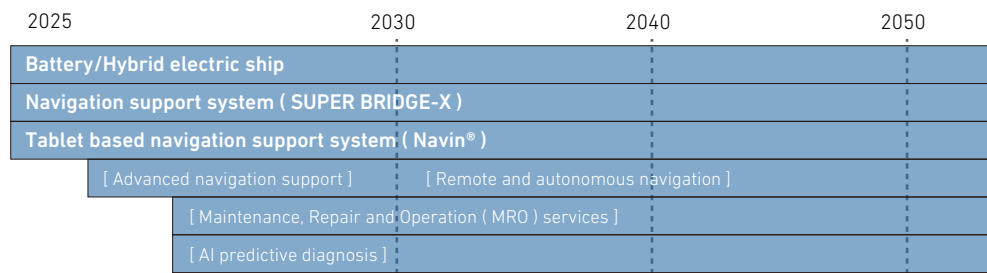 2025 2030 2040 2050
Battery/Hybrid electric ship
Navigation support system ( SUPER BRIDGE-X )
Tablet based navigation support system ( Navin® )
[ Advanced navigation support ] [ Remote and autonomous navigation ]
[ Maintenance, Repair and Operation ( MRO ) services ]
[ AI predictive diagnosis ]